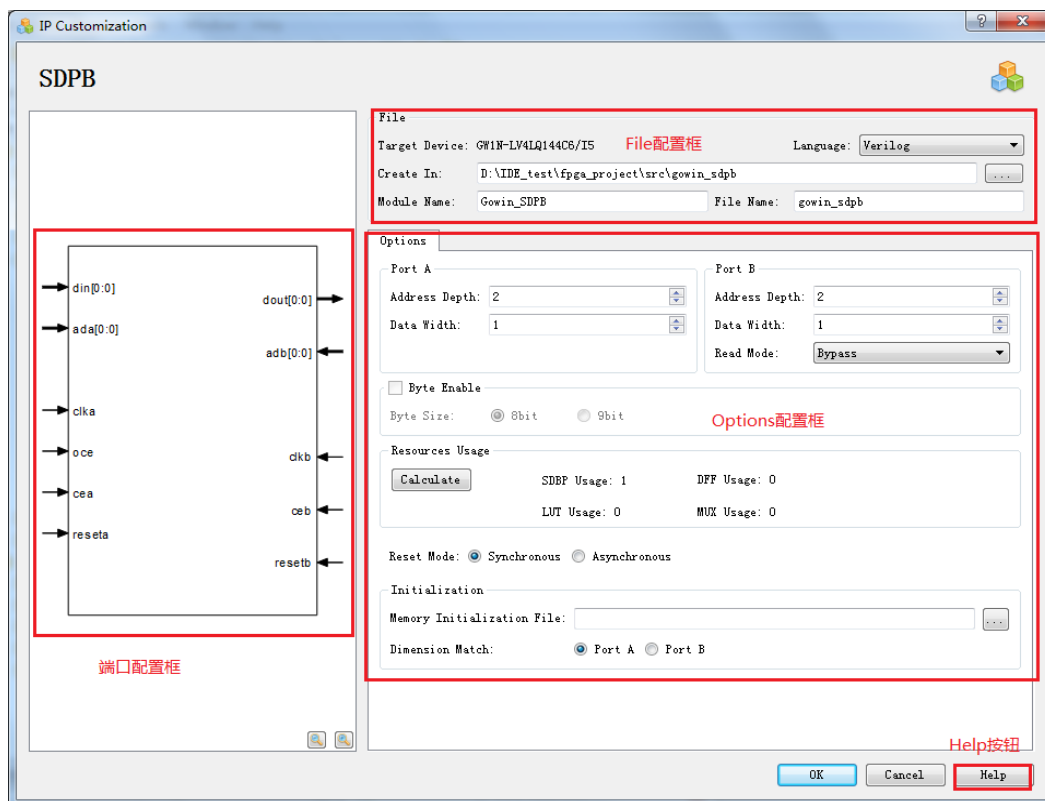 IP Customization
SDPB
File
Target Device: GW1N-LV4LQ144C6/I5 File配置框 Language: Verilog
Create In: D:\IDE_test\fpga_project\src\gowin_sdpb ...
Module Name: Gowin_SDPB File Name: gowin_sdpb
Options
Port A Port B
Address Depth: 2 Address Depth: 2
Data Width: 1 Data Width: 1
Read Mode: Bypass
Byte Enable
Byte Size: 8bit 9bit Options配置框
Resources Usage
Calculate SDBP Usage: 1 DFF Usage: 0
LUT Usage: 0 MUX Usage: 0
Reset Mode: Synchronous Asynchronous
Initialization
Memory Initialization File: ...
Dimension Match: Port A Port B
din[0:0]
dout[0:0]
ada[0:0]
adb[0:0]
clka
oce
clkb
cea
ceb
reseta
resetb
端口配置框
Help按钮
OK Cancel Help